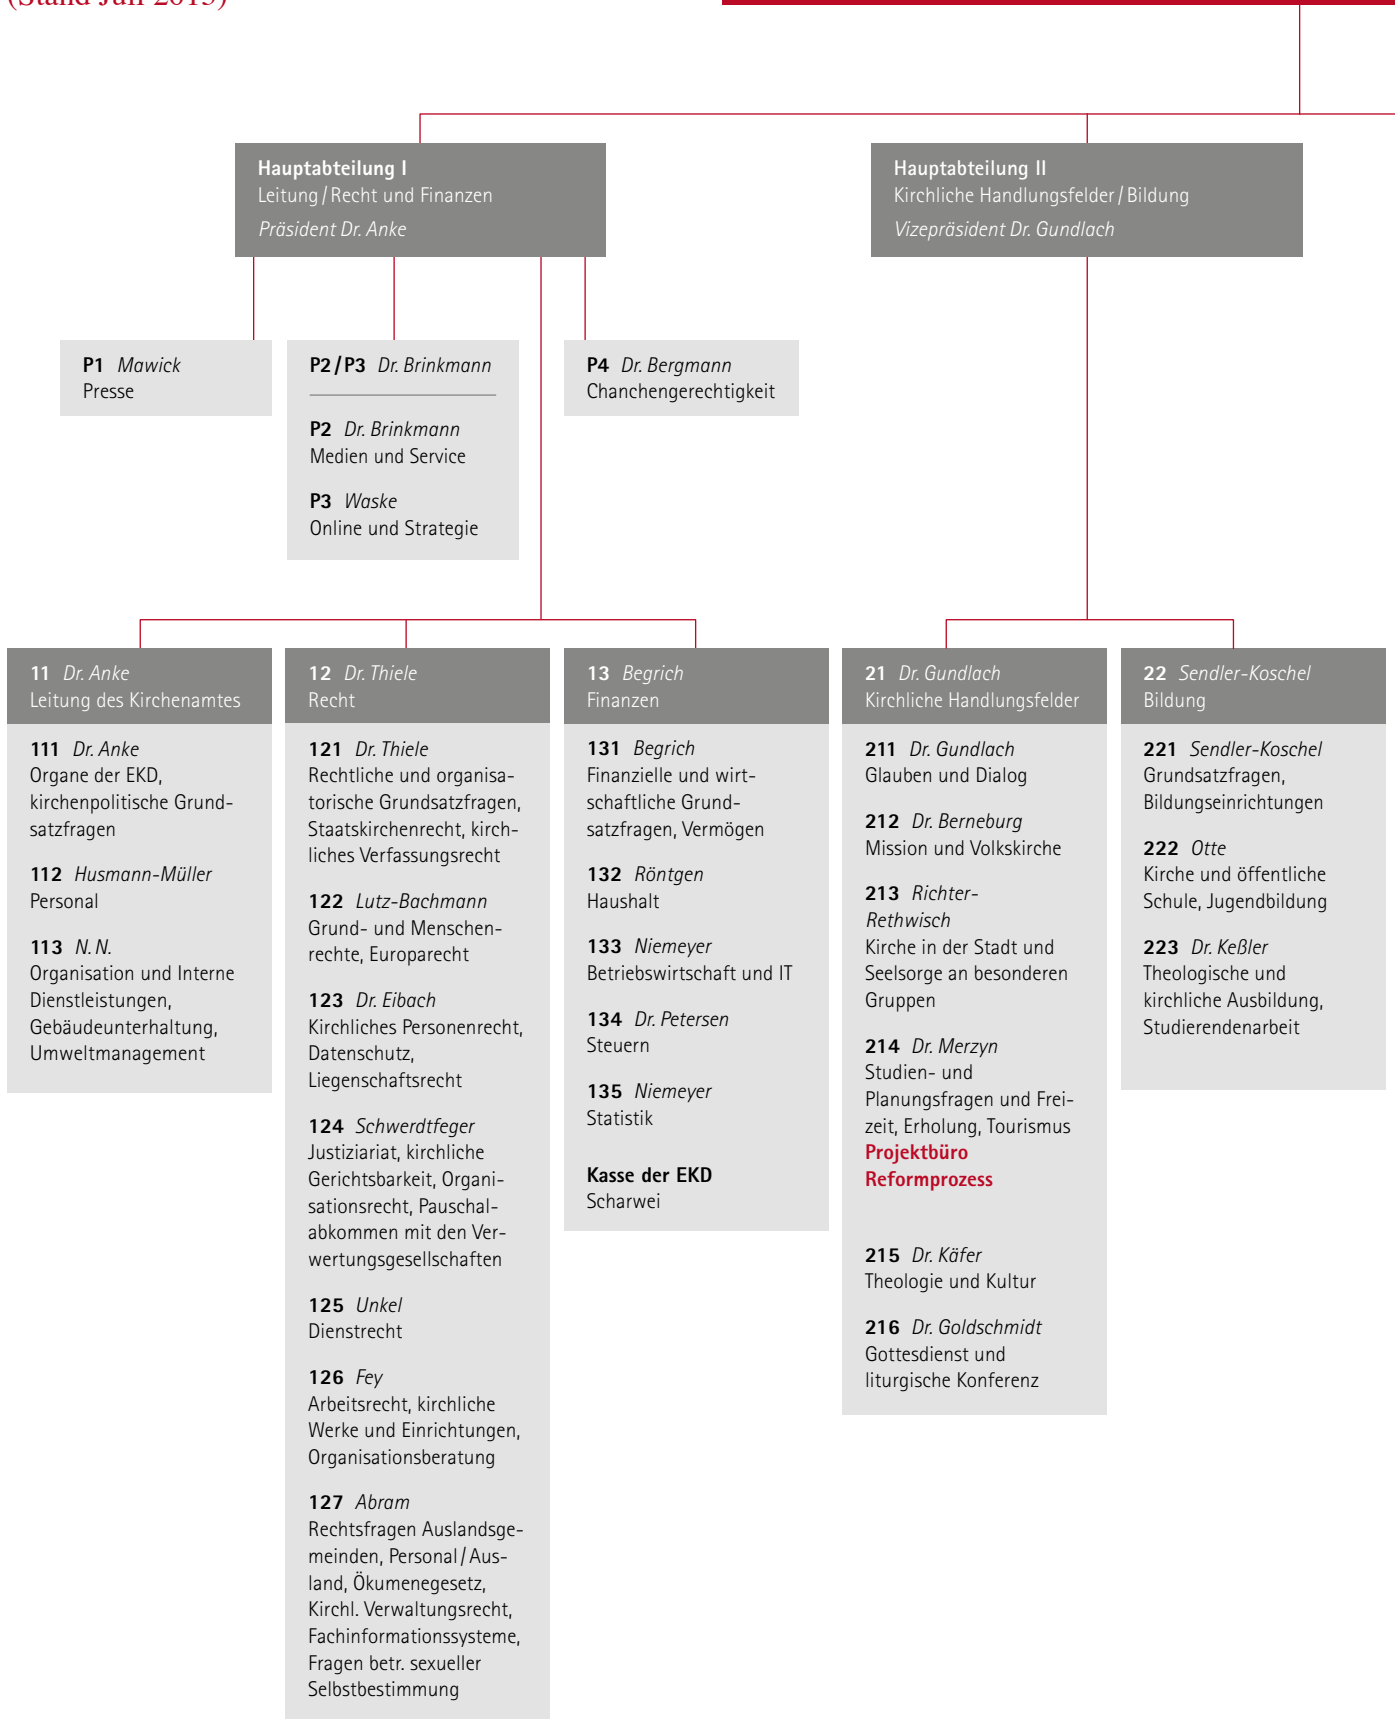 (Stand Juli 2015)
Hauptabteilung I
Leitung / Recht und Finanzen
Präsident Dr. Anke
Hauptabteilung II
Kirchliche Handlungsfelder / Bildung
Vizepräsident Dr. Gundlach
P1 Mawick
Presse
P2 / P3 Dr. Brinkmann
P2 Dr. Brinkmann
Medien und Service
P3 Waske
Online und Strategie
P4 Dr. Bergmann
Chanchengerechtigkeit
11 Dr. Anke
Leitung des Kirchenamtes
111 Dr. Anke
Organe der EKD,
kirchenpolitische Grund-
satzfragen
112 Husmann-Müller
Personal
113 N. N.
Organisation und Interne
Dienstleistungen,
Gebäudeunterhaltung,
Umweltmanagement
12 Dr. Thiele
Recht
121 Dr. Thiele
Rechtliche und organisa-
torische Grundsatzfragen,
Staatskirchenrecht, kirch-
liches Verfassungsrecht
122 Lutz-Bachmann
Grund- und Menschen-
rechte, Europarecht
123 Dr. Eibach
Kirchliches Personenrecht,
Datenschutz,
Liegenschaftsrecht
124 Schwerdtfeger
Justiziariat, kirchliche
Gerichtsbarkeit, Organi-
sationsrecht, Pauschal-
abkommen mit den Ver-
wertungsgesellschaften
125 Unkel
Dienstrecht
126 Fey
Arbeitsrecht, kirchliche
Werke und Einrichtungen,
Organisationsberatung
127 Abram
Rechtsfragen Auslandsge-
meinden, Personal / Aus-
land, Ökumenegesetz,
Kirchl. Verwaltungsrecht,
Fachinformationssysteme,
Fragen betr. sexueller
Selbstbestimmung
13 Begrich
Finanzen
131 Begrich
Finanzielle und wirt-
schaftliche Grund-
satzfragen, Vermögen
132 Röntgen
Haushalt
133 Niemeyer
Betriebswirtschaft und IT
134 Dr. Petersen
Steuern
135 Niemeyer
Statistik
Kasse der EKD
Scharwei
21 Dr. Gundlach
Kirchliche Handlungsfelder
211 Dr. Gundlach
Glauben und Dialog
212 Dr. Berneburg
Mission und Volkskirche
213 Richter-
Rethwisch
Kirche in der Stadt und
Seelsorge an besonderen
Gruppen
214 Dr. Merzyn
Studien- und
Planungsfragen und Frei-
zeit, Erholung, Tourismus
Projektbüro
Reformprozess
215 Dr. Käfer
Theologie und Kultur
216 Dr. Goldschmidt
Gottesdienst und
liturgische Konferenz
22 Sendler-Koschel
Bildung
221 Sendler-Koschel
Grundsatzfragen,
Bildungseinrichtungen
222 Otte
Kirche und öffentliche
Schule, Jugendbildung
223 Dr. Keßler
Theologische und
kirchliche Ausbildung,
Studierendenarbeit